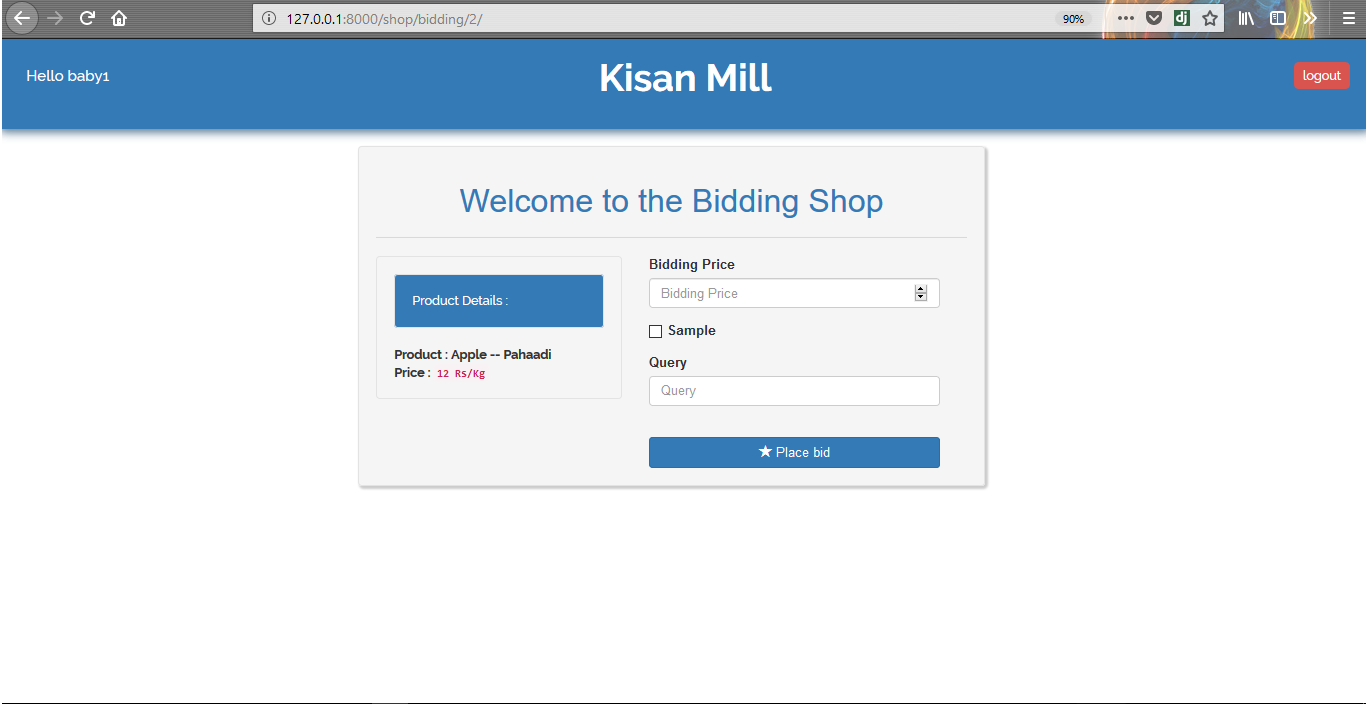 127.0.0.1:8000/shop/bidding/2/
90%
dj
Hello baby1
Kisan Mill
logout
Welcome to the Bidding Shop
Product Details :
Product : Apple -- Pahaadi
Price : 12 Rs/Kg
Bidding Price
Bidding Price
Sample
Query
Query
Place bid